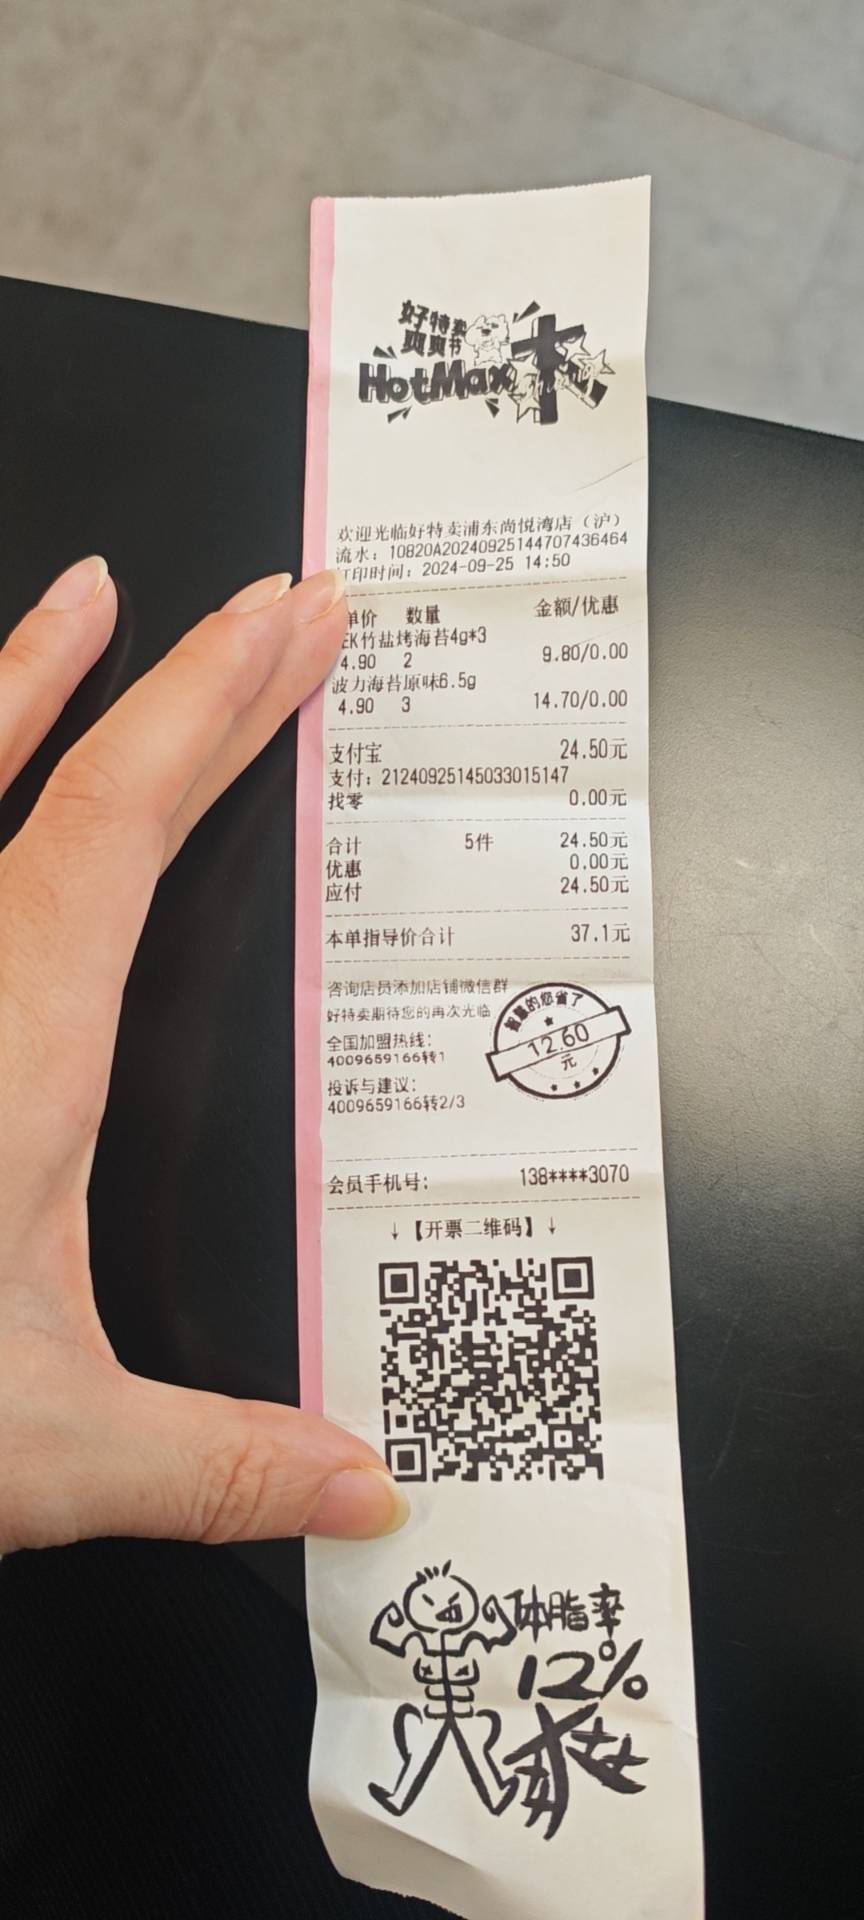 好特卖
爽爽节
HotMax
欢迎光临好特卖浦东尚悦湾店（沪）
流水：10820A20240925144707436464
打印时间：2024-09-25 14:50
单价 数量 金额/优惠
EK竹盐烤海苔4g*3
4.90 2 9.80/0.00
波力海苔原味6.5g
4.90 3 14.70/0.00
支付宝 24.50元
支付：21240925145033015147
找零 0.00元
合计 5件 24.50元
优惠 0.00元
应付 24.50元
本单指导价合计 37.1元
咨询店员添加店铺微信群
好特卖期待您的再次光临
全国加盟热线：
4009659166转1
投诉与建议：
4009659166转2/3
智慧的您省了
12.60
元
会员手机号： 138****3070
↓【开票二维码】↓
体脂率
12%
爽